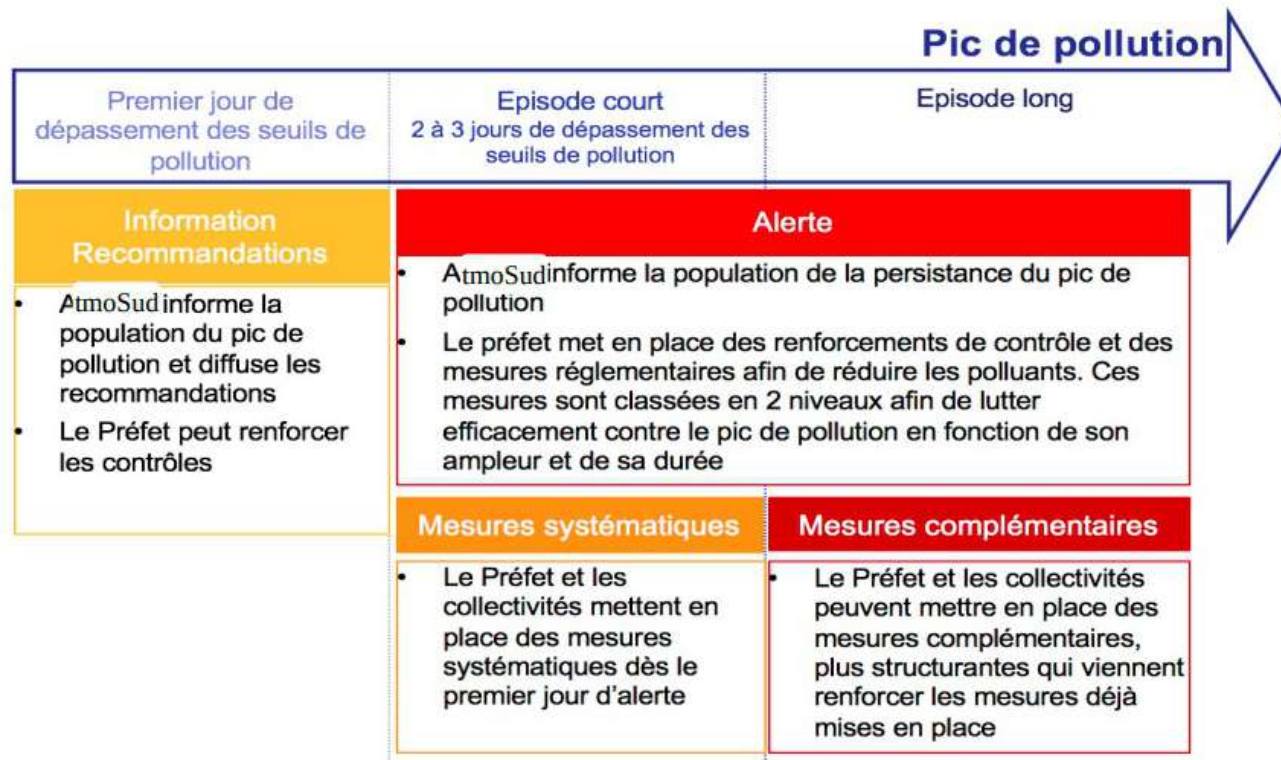 Pic de pollution
Premier jour de
dépassement des seuils de
pollution
Episode court
2 à 3 jours de dépassement des
seuils de pollution
Episode long
Information
Recommandations
• AtmoSud informe la
population du pic de
pollution et diffuse les
recommandations
• Le Préfet peut renforcer
les contrôles
Alerte
• AtmoSud informe la population de la persistance du pic de
pollution
• Le préfet met en place des renforcements de contrôle et des
mesures réglementaires afin de réduire les polluants. Ces
mesures sont classées en 2 niveaux afin de lutter
efficacement contre le pic de pollution en fonction de son
ampleur et de sa durée
Mesures systématiques
• Le Préfet et les
collectivités mettent en
place des mesures
systématiques dès le
premier jour d’alerte
Mesures complémentaires
• Le Préfet et les collectivités
peuvent mettre en place des
mesures complémentaires,
plus structurantes qui viennent
renforcer les mesures déjà
mises en place